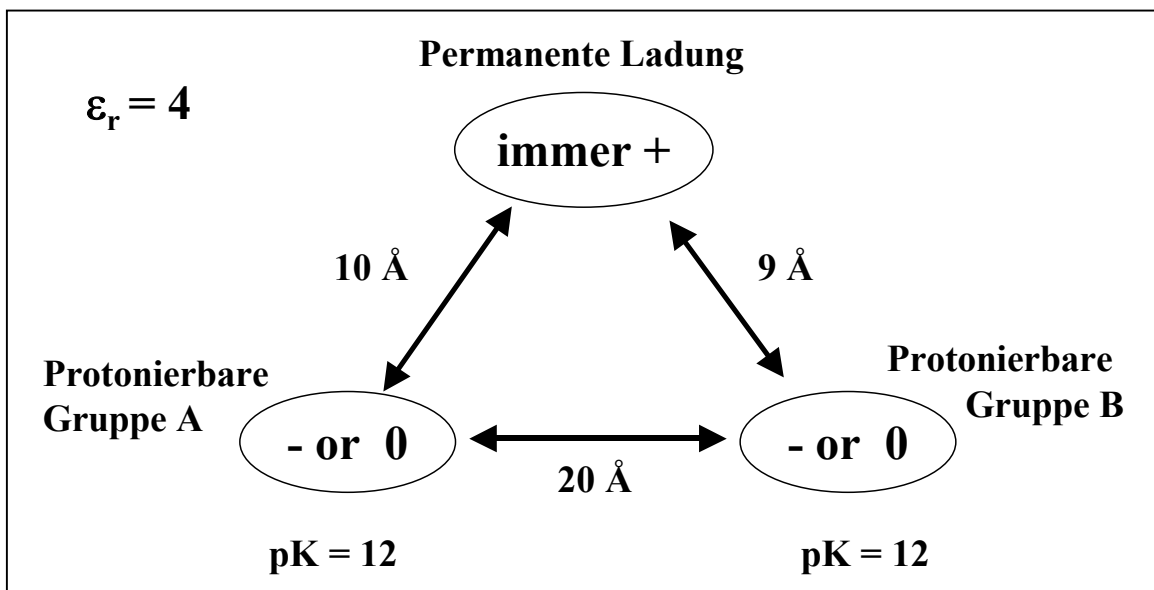 Permanente Ladung
εr = 4
immer +
10 Å
9 Å
Protonierbare
Gruppe A
Protonierbare
Gruppe B
- or 0
- or 0
20 Å
pK = 12
pK = 12